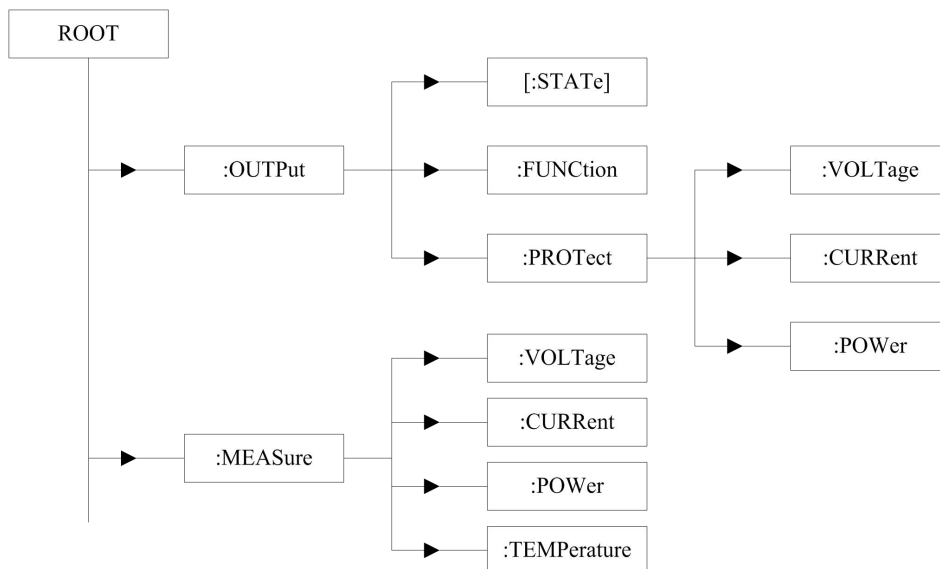 ROOT
:OUTPut
[:STATe]
:FUNCtion
:PROTect
:VOLTage
:CURRent
:POWer
:MEASure
:VOLTage
:CURRent
:POWer
:TEMPerature